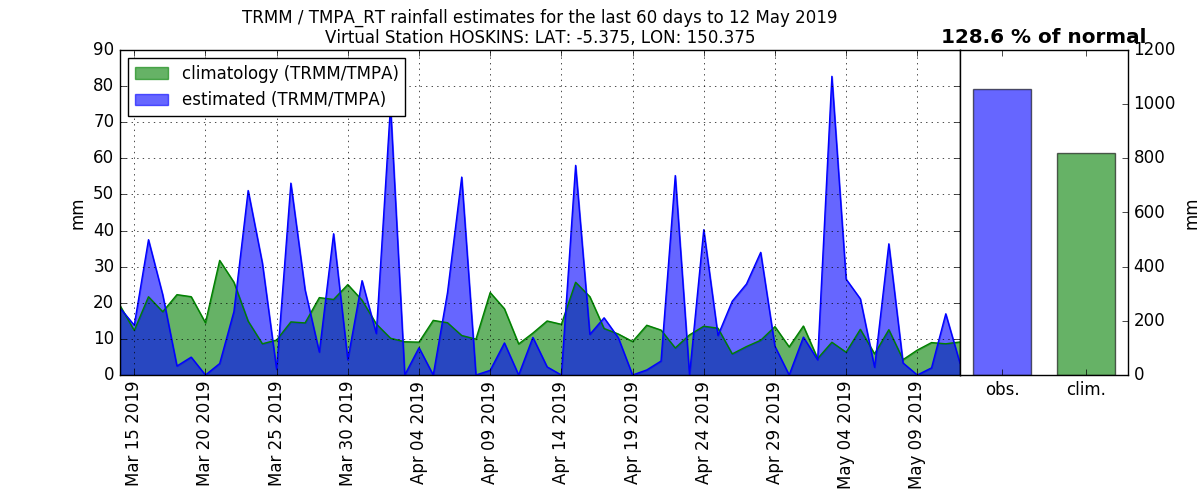 TRMM / TMPA_RT rainfall estimates for the last 60 days to 12 May 2019
Virtual Station HOSKINS: LAT: -5.375, LON: 150.375
128.6 % of normal
climatology (TRMM/TMPA)
estimated (TRMM/TMPA)
90
80
70
60
50
40
30
20
10
0
mm
Mar 15 2019
Mar 20 2019
Mar 25 2019
Mar 30 2019
Apr 04 2019
Apr 09 2019
Apr 14 2019
Apr 19 2019
Apr 24 2019
Apr 29 2019
May 04 2019
May 09 2019
obs.
clim.
1200
1000
800
600
400
200
0
mm